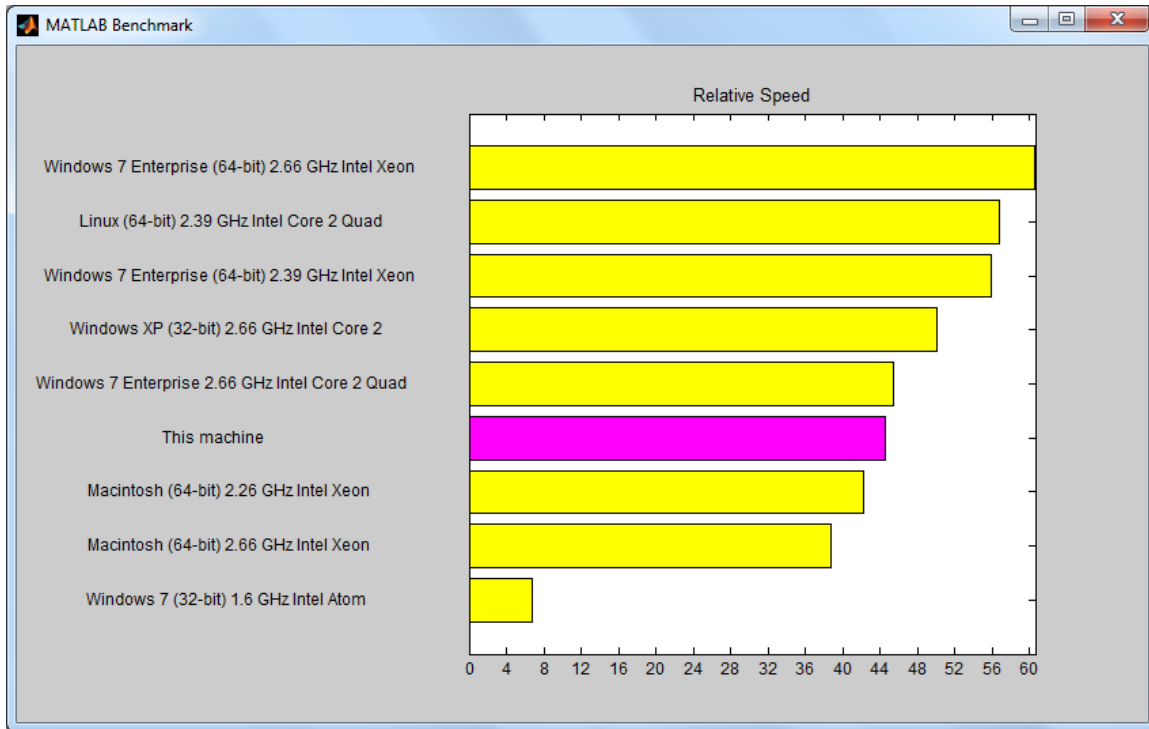 MATLAB Benchmark
Relative Speed
Windows 7 Enterprise (64-bit) 2.66 GHz Intel Xeon
Linux (64-bit) 2.39 GHz Intel Core 2 Quad
Windows 7 Enterprise (64-bit) 2.39 GHz Intel Xeon
Windows XP (32-bit) 2.66 GHz Intel Core 2
Windows 7 Enterprise 2.66 GHz Intel Core 2 Quad
This machine
Macintosh (64-bit) 2.26 GHz Intel Xeon
Macintosh (64-bit) 2.66 GHz Intel Xeon
Windows 7 (32-bit) 1.6 GHz Intel Atom
0 4 8 12 16 20 24 28 32 36 40 44 48 52 56 60